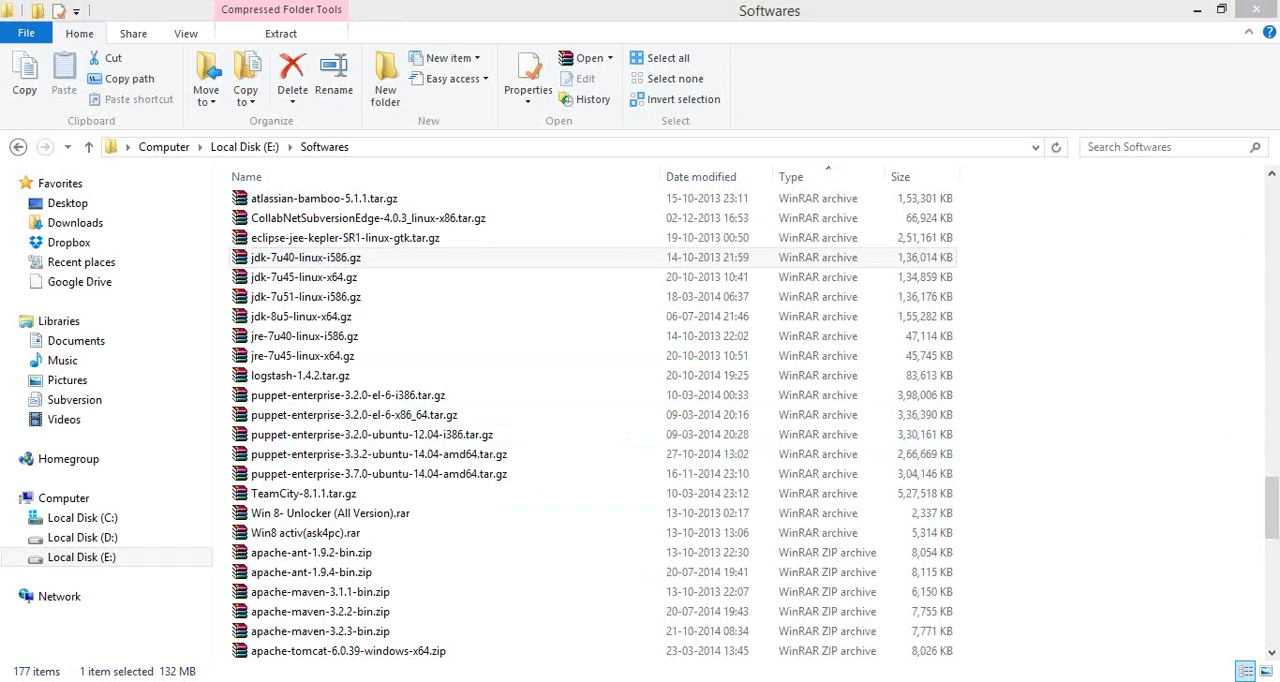 Compressed Folder Tools
Softwares
File
Home
Share
View
Extract
Copy
Paste
Cut
Copy path
Paste shortcut
Clipboard
Move to
Copy to
Delete
Rename
Organize
New folder
New item
Easy access
New
Properties
Open
Edit
History
Open
Select all
Select none
Invert selection
Select
Computer
Local Disk (E:)
Softwares
Search Softwares
Favorites
Desktop
Downloads
Dropbox
Recent places
Google Drive
Libraries
Documents
Music
Pictures
Subversion
Videos
Homegroup
Computer
Local Disk (C:)
Local Disk (D:)
Local Disk (E:)
Network
Name Date modified Type Size
atlassian-bamboo-5.1.1.tar.gz 15-10-2013 23:11 WinRAR archive 1,53,301 KB
CollabNetSubversionEdge-4.0.3_linux-x86.tar.gz 02-12-2013 16:53 WinRAR archive 66,924 KB
eclipse-jee-kepler-SR1-linux-gtk.tar.gz 19-10-2013 00:50 WinRAR archive 2,51,161 KB
jdk-7u40-linux-i586.gz 14-10-2013 21:59 WinRAR archive 1,36,014 KB
jdk-7u45-linux-x64.gz 20-10-2013 10:41 WinRAR archive 1,34,859 KB
jdk-7u51-linux-i586.gz 18-03-2014 06:37 WinRAR archive 1,36,176 KB
jdk-8u5-linux-x64.gz 06-07-2014 21:46 WinRAR archive 1,55,282 KB
jre-7u40-linux-i586.gz 14-10-2013 22:02 WinRAR archive 47,114 KB
jre-7u45-linux-x64.gz 20-10-2013 10:51 WinRAR archive 45,745 KB
logstash-1.4.2.tar.gz 20-10-2014 19:25 WinRAR archive 83,613 KB
puppet-enterprise-3.2.0-el-6-i386.tar.gz 10-03-2014 00:33 WinRAR archive 3,98,006 KB
puppet-enterprise-3.2.0-el-6-x86_64.tar.gz 09-03-2014 20:16 WinRAR archive 3,36,390 KB
puppet-enterprise-3.2.0-ubuntu-12.04-i386.tar.gz 09-03-2014 20:28 WinRAR archive 3,30,161 KB
puppet-enterprise-3.3.2-ubuntu-14.04-amd64.tar.gz 27-10-2014 13:02 WinRAR archive 2,66,669 KB
puppet-enterprise-3.7.0-ubuntu-14.04-amd64.tar.gz 16-11-2014 23:10 WinRAR archive 3,04,146 KB
TeamCity-8.1.1.tar.gz 10-03-2014 23:12 WinRAR archive 5,27,518 KB
Win 8- Unlocker (All Version).rar 13-10-2013 02:17 WinRAR archive 2,337 KB
Win8 activ(ask4pc).rar 13-10-2013 13:06 WinRAR archive 5,314 KB
apache-ant-1.9.2-bin.zip 13-10-2013 22:30 WinRAR ZIP archive 8,054 KB
apache-ant-1.9.4-bin.zip 20-07-2014 19:41 WinRAR ZIP archive 8,115 KB
apache-maven-3.1.1-bin.zip 13-10-2013 22:07 WinRAR ZIP archive 6,150 KB
apache-maven-3.2.2-bin.zip 20-07-2014 19:43 WinRAR ZIP archive 7,755 KB
apache-maven-3.2.3-bin.zip 21-10-2014 08:34 WinRAR ZIP archive 7,771 KB
apache-tomcat-6.0.39-windows-x64.zip 23-03-2014 13:45 WinRAR ZIP archive 8,026 KB
177 items 1 item selected 132 MB